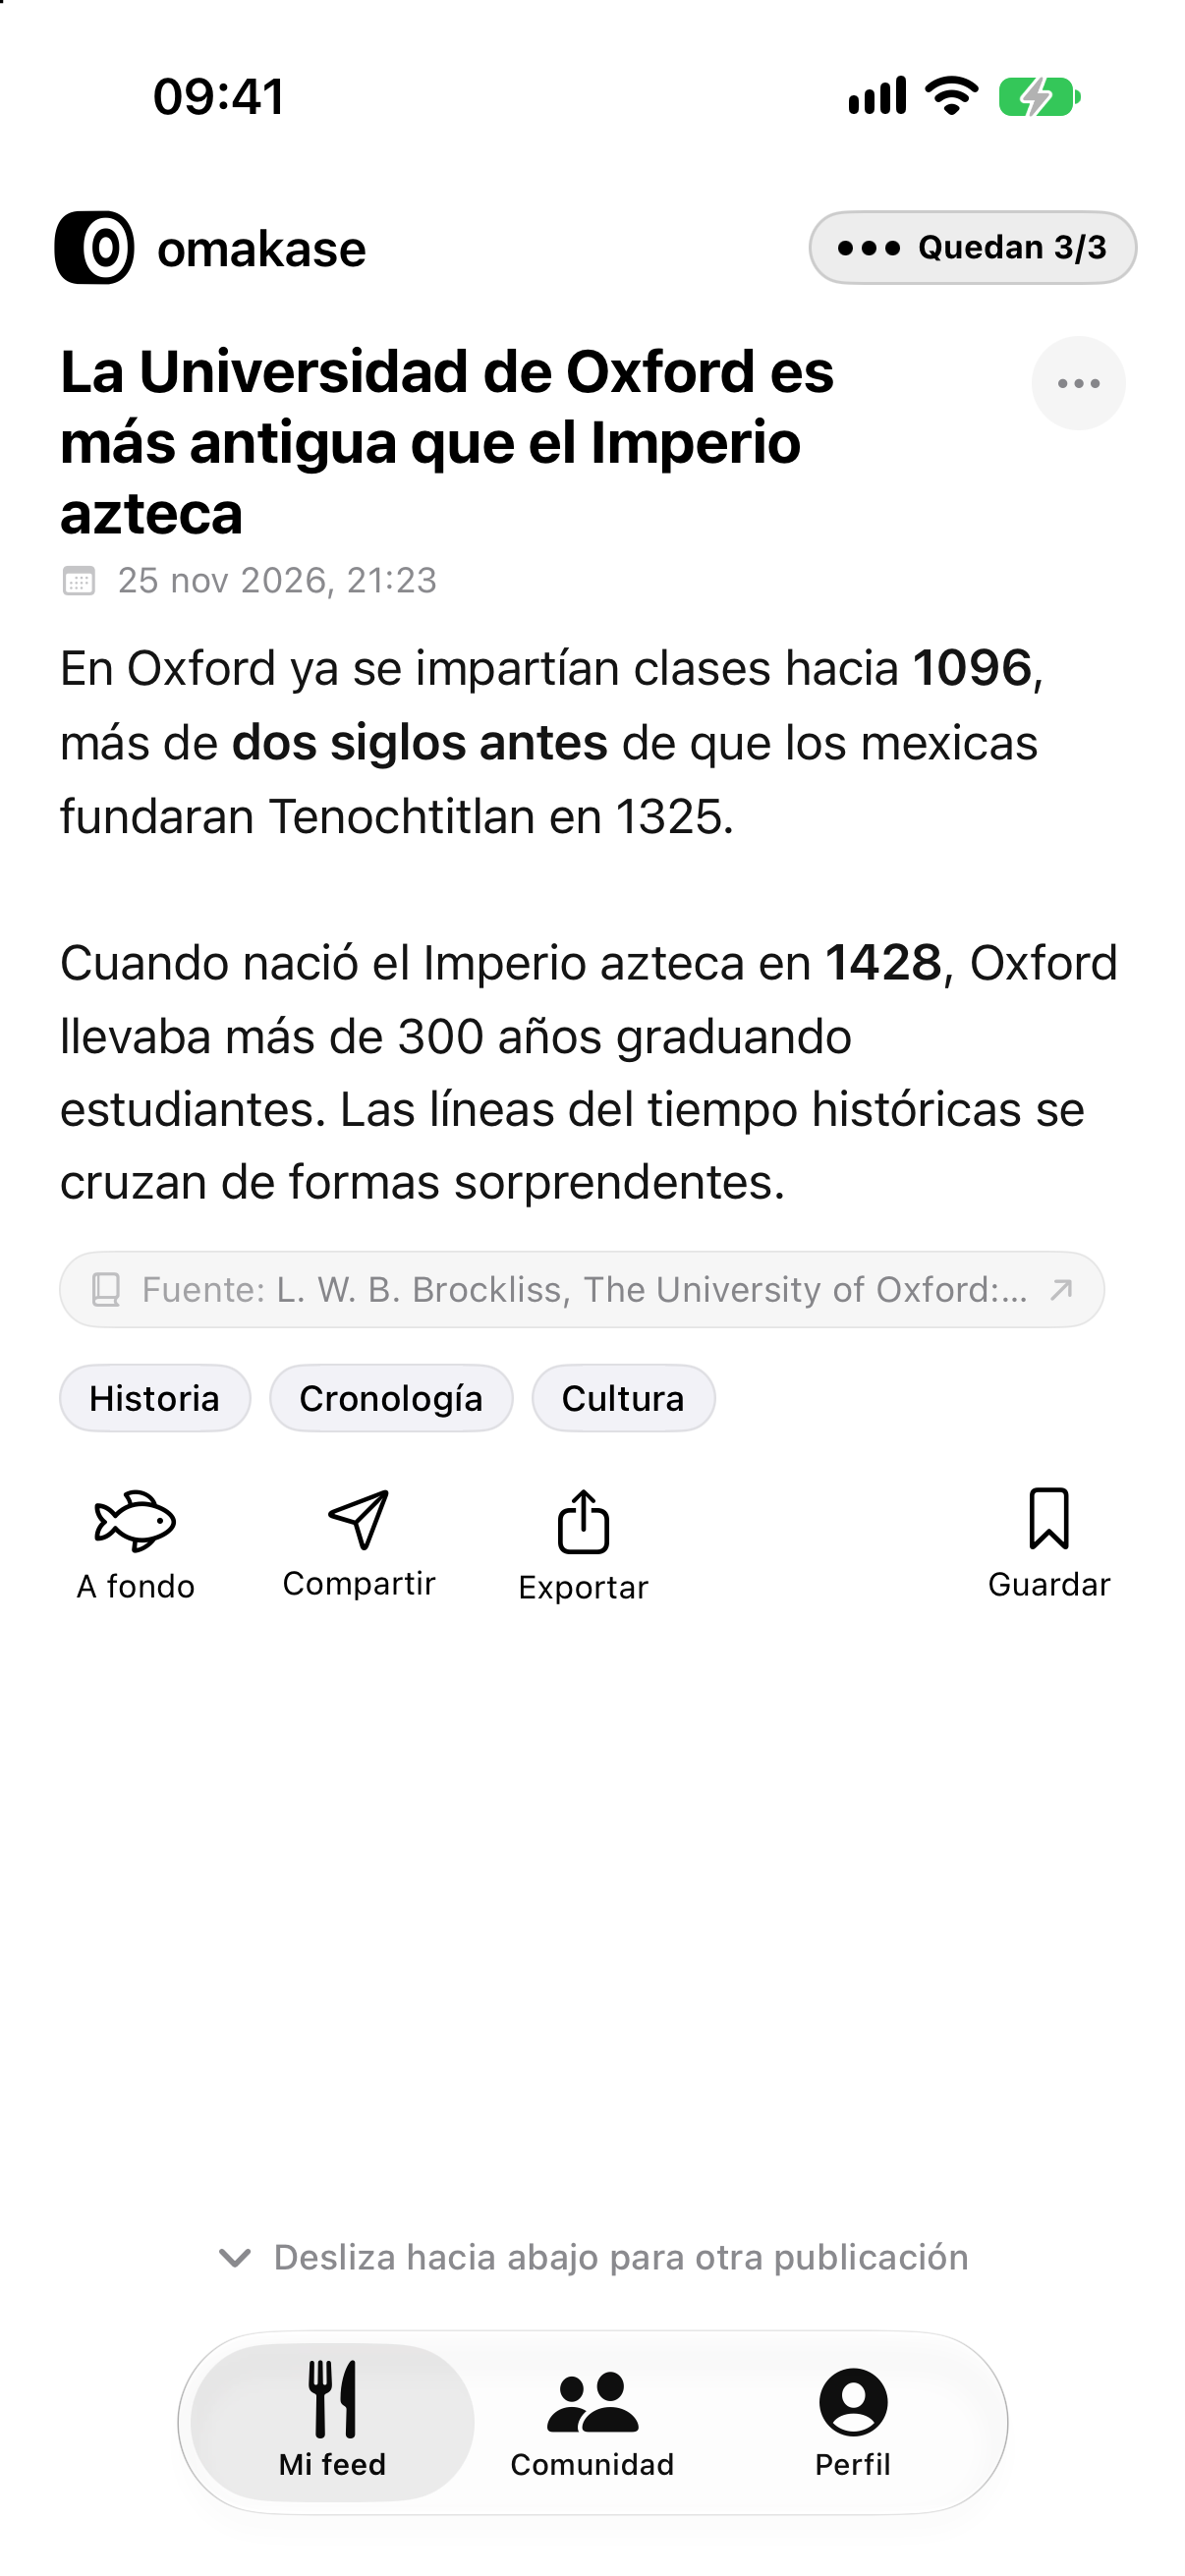 09:41
omakase
Quedan 3/3
La Universidad de Oxford es
más antigua que el Imperio
azteca
25 nov 2026, 21:23
En Oxford ya se impartían clases hacia 1096,
más de dos siglos antes de que los mexicas
fundaran Tenochtitlan en 1325.
Cuando nació el Imperio azteca en 1428, Oxford
llevaba más de 300 años graduando
estudiantes. Las líneas del tiempo históricas se
cruzan de formas sorprendentes.
Fuente: L. W. B. Brockliss, The University of Oxford:...
Historia
Cronología
Cultura
A fondo
Compartir
Exportar
Guardar
Desliza hacia abajo para otra publicación
Mi feed
Comunidad
Perfil